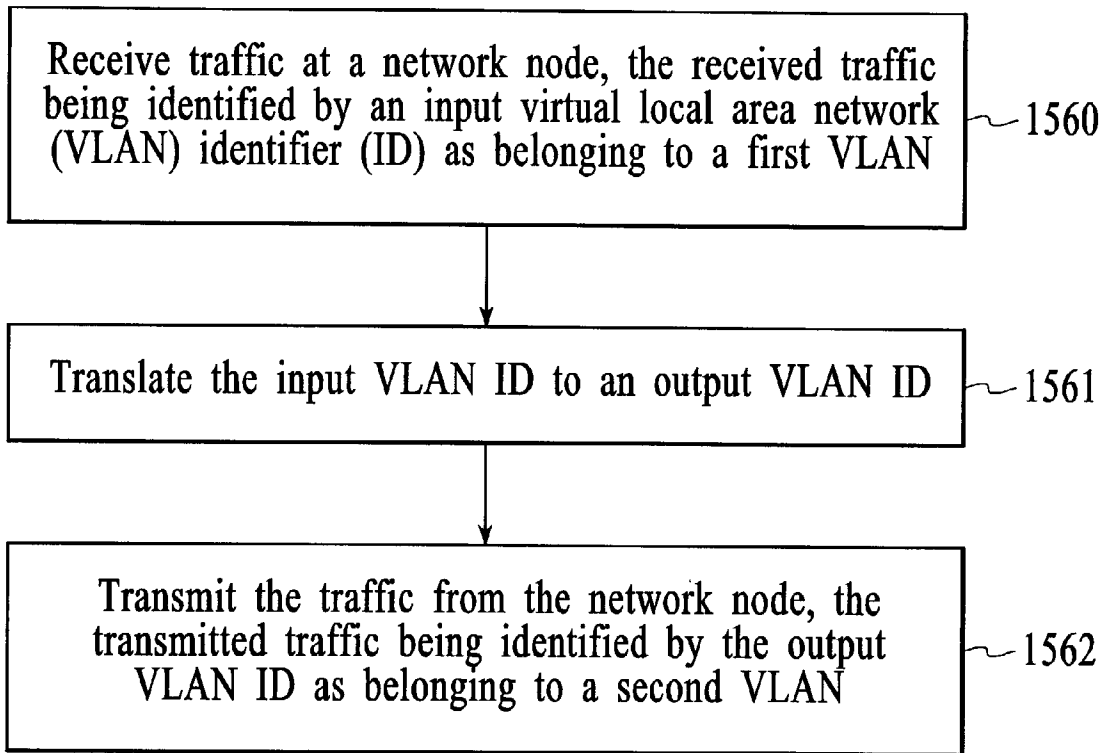 Receive traffic at a network node, the received traffic
being identified by an input virtual local area network
(VLAN) identifier (ID) as belonging to a first VLAN
1560
Translate the input VLAN ID to an output VLAN ID
1561
Transmit the traffic from the network node, the
transmitted traffic being identified by the output
VLAN ID as belonging to a second VLAN
1562